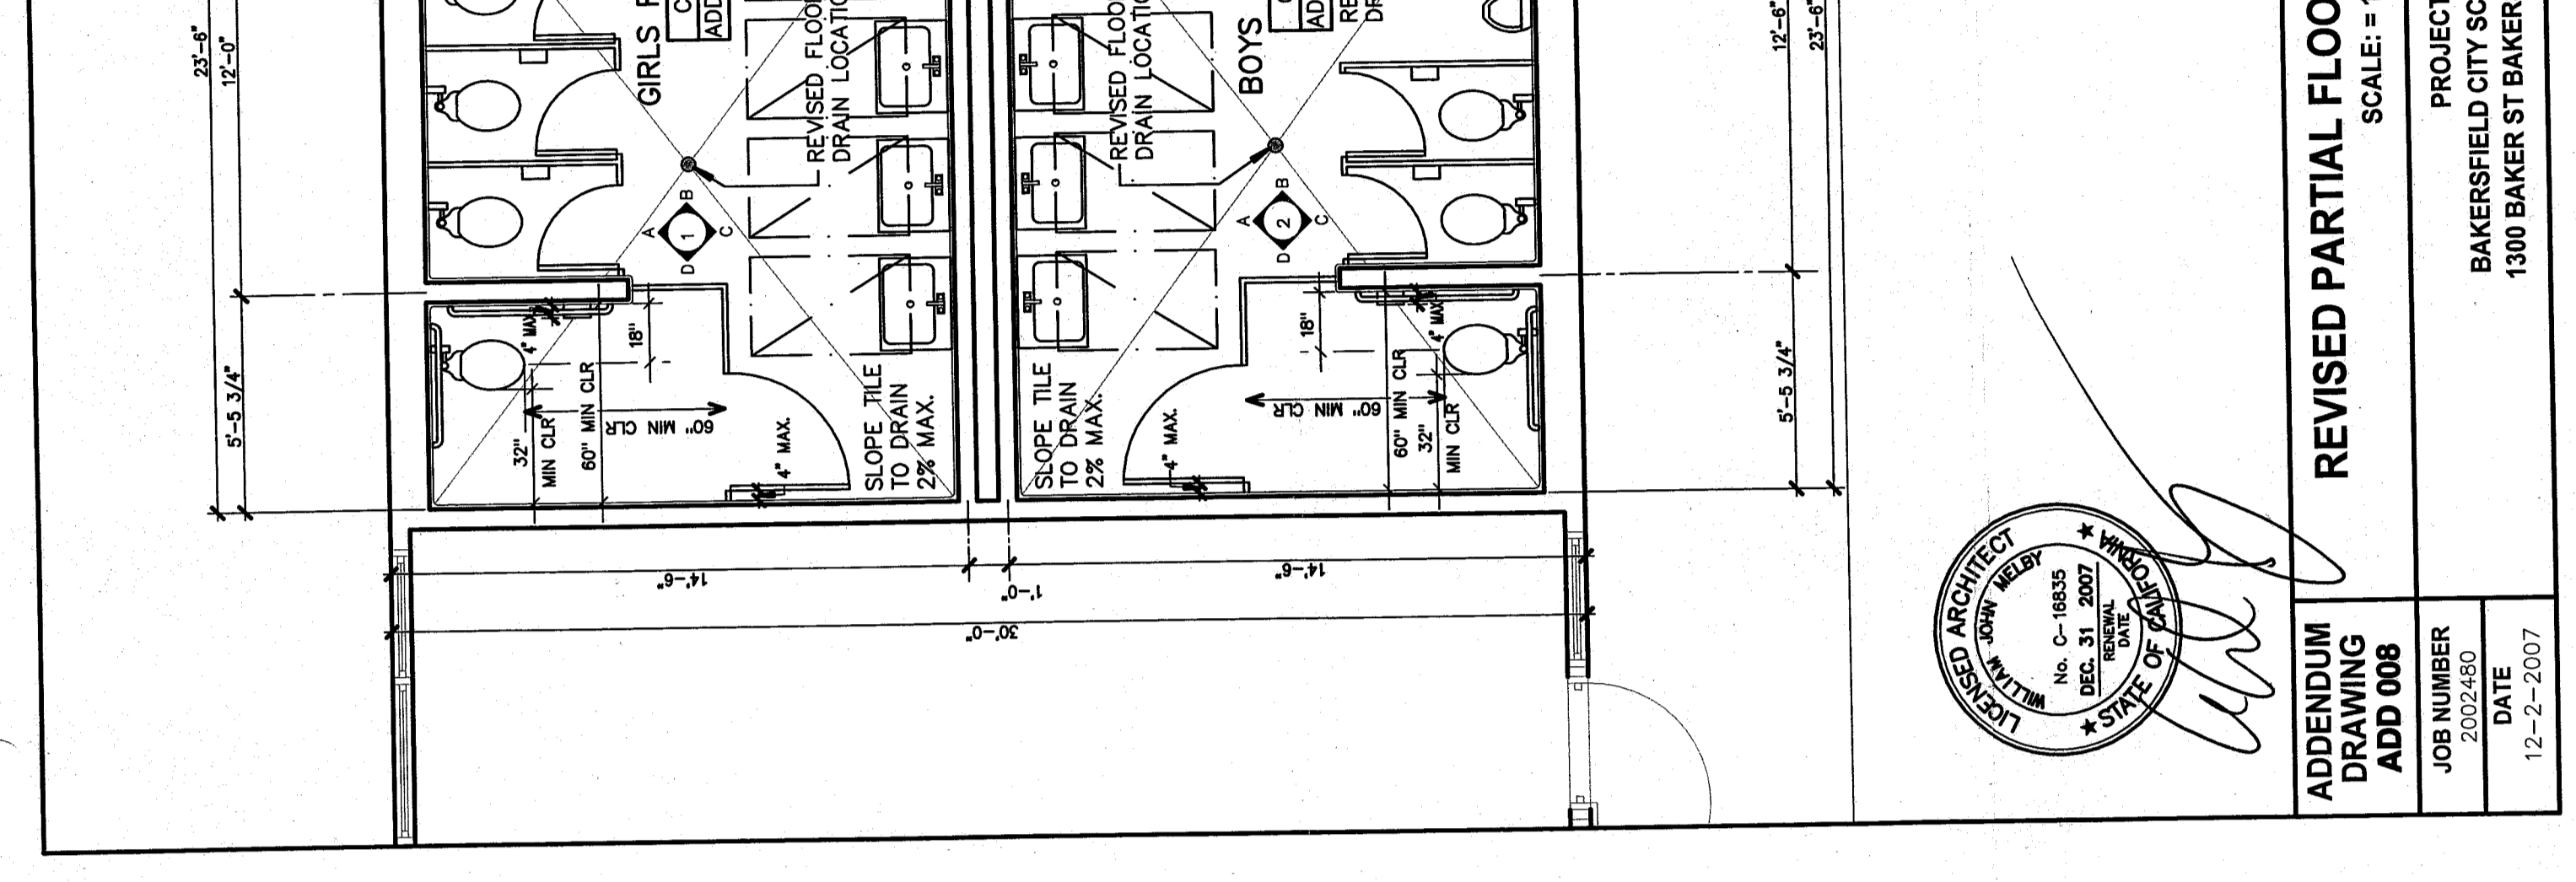 23'-6"
12'-0"
5'-5 3/4"
GIRLS
REVISED FLOO
DRAIN LOCATIO
A
B
C
D
1
4" MAX.
18"
32"
MIN CLR
60" MIN CLR
60" MIN CLR
4" MAX.
SLOPE TILE
TO DRAIN
2% MAX.
BOYS
REVISED FLOO
DRAIN LOCATIO
A
B
C
D
2
SLOPE TILE
TO DRAIN
2% MAX.
18"
4" MAX.
60" MIN CLR
60" MIN CLR
32"
MIN CLR
4" MAX.
12'-6"
23'-6"
5'-5 3/4"
14'-6"
1'-0"
14'-6"
30'-0"
LICENSED ARCHITECT
WILLIAM JOHN MELBY
No. C-16835
DEC. 31 2007
RENEWAL
DATE
★ STATE OF CALIFORNIA ★
ADDENDUM
DRAWING
ADD 008
JOB NUMBER
2002480
DATE
12-2-2007
REVISED PARTIAL FLOO
SCALE: =
PROJECT
BAKERSFIELD CITY SC
1300 BAKER ST BAKER